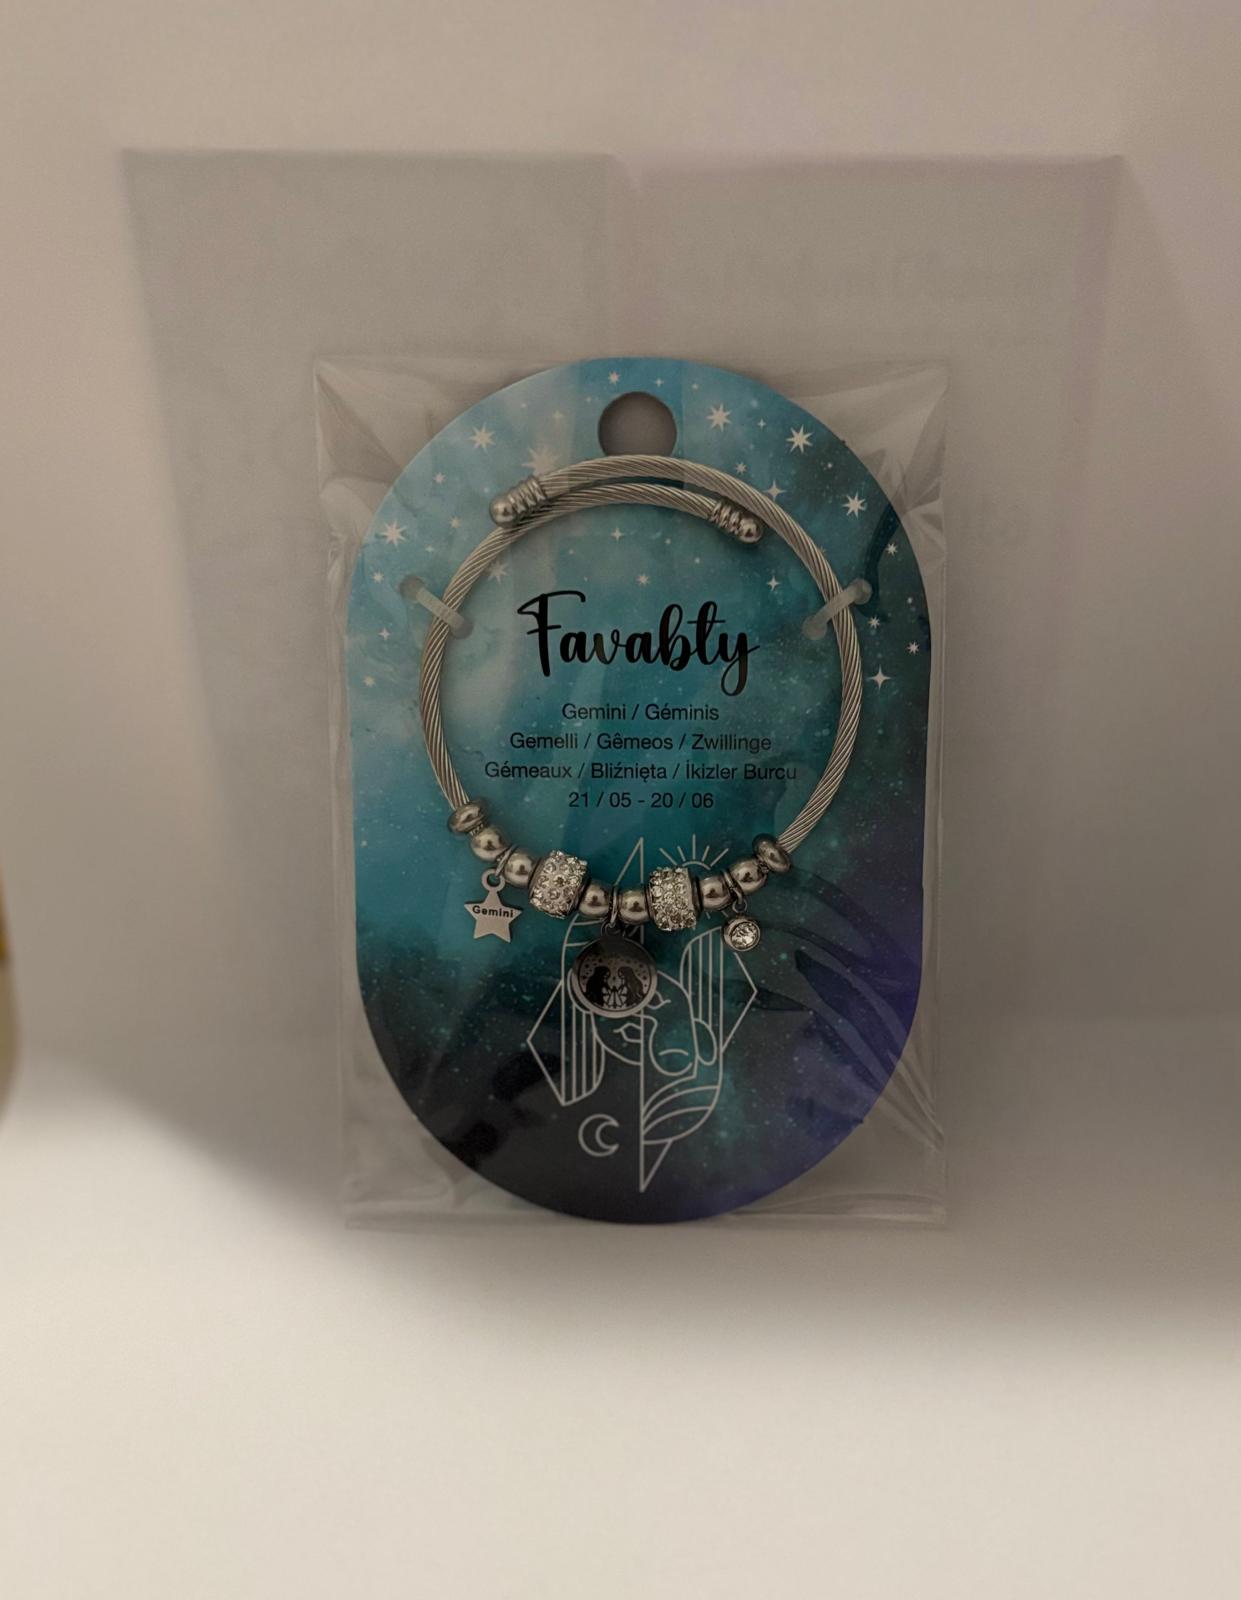 Favabty
Gemini / Géminis
Gemelli / Gêmeos / Zwillinge
Gémeaux / Bliźnięta / İkizler Burcu
21 / 05 - 20 / 06
Gemini